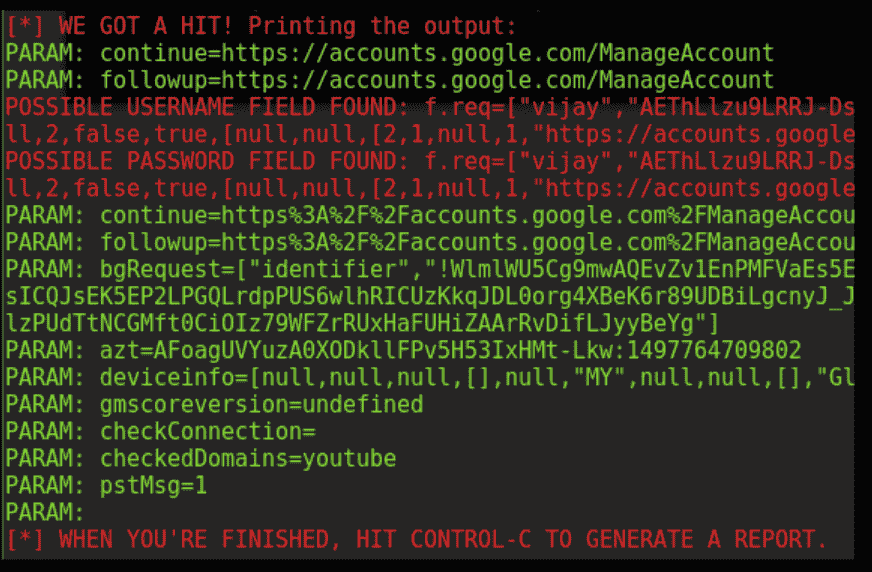 [*] WE GOT A HIT! Printing the output:
PARAM: continue=https://accounts.google.com/ManageAccount
PARAM: followup=https://accounts.google.com/ManageAccount
POSSIBLE USERNAME FIELD FOUND: f.req=["vijay","AEThLlzu9LRRJ-Ds
ll,2,false,true,[null,null,[2,1,null,1,"https://accounts.google
POSSIBLE PASSWORD FIELD FOUND: f.req=["vijay","AEThLlzu9LRRJ-Ds
ll,2,false,true,[null,null,[2,1,null,1,"https://accounts.google
PARAM: continue=https%3A%2F%2Faccounts.google.com%2FManageAccou
PARAM: followup=https%3A%2F%2Faccounts.google.com%2FManageAccou
PARAM: bgRequest=["identifier","!WlmlWU5Cg9mwAQEvZv1EnPMFVaEs5E
sICQJsEK5EP2LPGQLrdpPUS6wlhRICUzKkqJDL0org4XBeK6r89UDBiLgcnyJ_J
lzPUdTtNCGMft0CiOIz79WFZrRUxHaFUHiZAArRvDifLJyyBeYg"]
PARAM: azt=AFoagUVYuzA0XODkllFPv5H53IxHMt-Lkw:1497764709802
PARAM: deviceinfo=[null,null,null,[],null,"MY",null,null,[],"Gl
PARAM: gmscoreversion=undefined
PARAM: checkConnection=
PARAM: checkedDomains=youtube
PARAM: pstMsg=1
PARAM:
[*] WHEN YOU'RE FINISHED, HIT CONTROL-C TO GENERATE A REPORT.